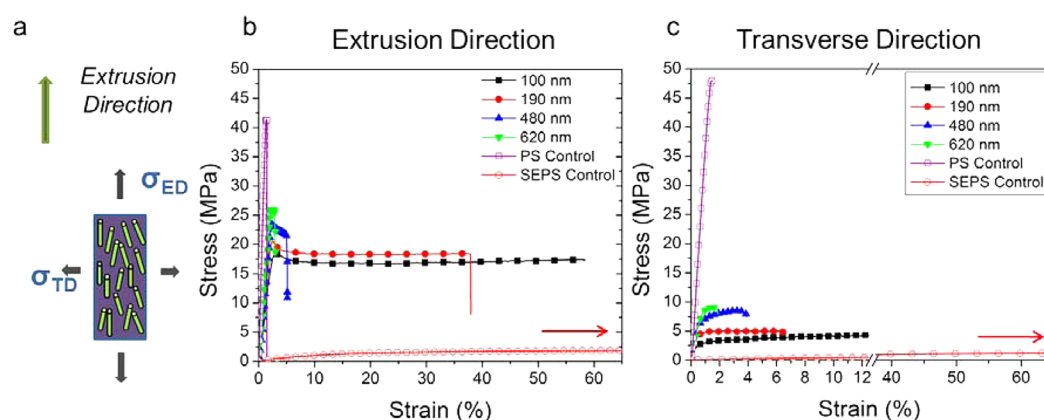 a
Extrusion
Direction
σED
σTD
b
Extrusion Direction
Stress (MPa)
50
45
40
35
30
25
20
15
10
5
0
100 nm
190 nm
480 nm
620 nm
PS Control
SEPS Control
0 10 20 30 40 50 60
Strain (%)
c
Transverse Direction
Stress (MPa)
50
45
40
35
30
25
20
15
10
5
0
100 nm
190 nm
480 nm
620 nm
PS Control
SEPS Control
0 2 4 6 8 10 12 40 50 60
Strain (%)